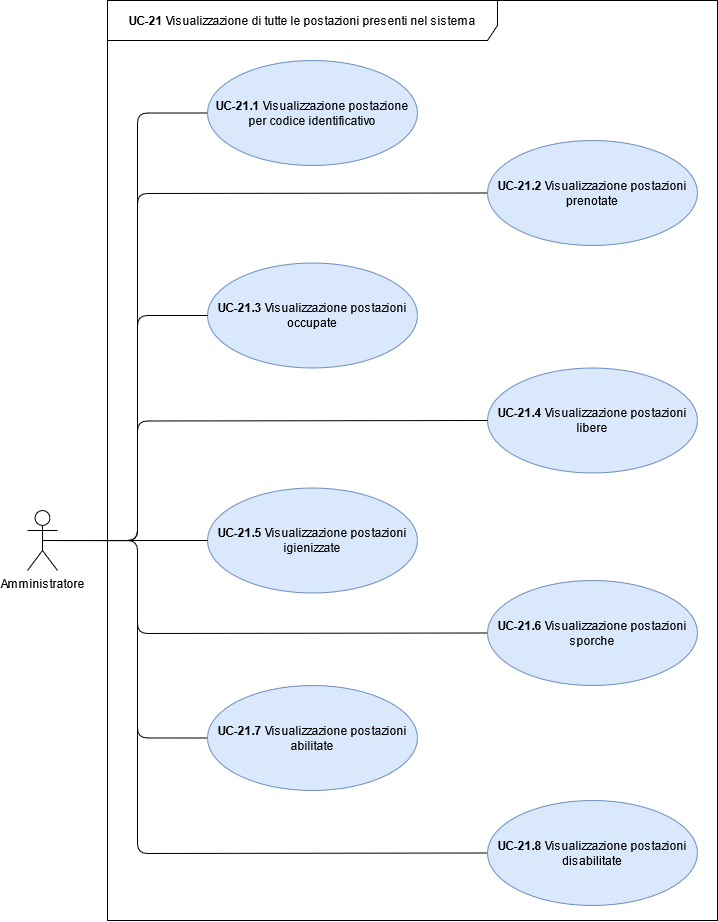 UC-21 Visualizzazione di tutte le postazioni presenti nel sistema
UC-21.1 Visualizzazione postazione
per codice identificativo
UC-21.2 Visualizzazione postazioni
prenotate
UC-21.3 Visualizzazione postazioni
occupate
UC-21.4 Visualizzazione postazioni
libere
UC-21.5 Visualizzazione postazioni
igienizzate
Amministratore
UC-21.6 Visualizzazione postazioni
sporche
UC-21.7 Visualizzazione postazioni
abilitate
UC-21.8 Visualizzazione postazioni
disabilitate